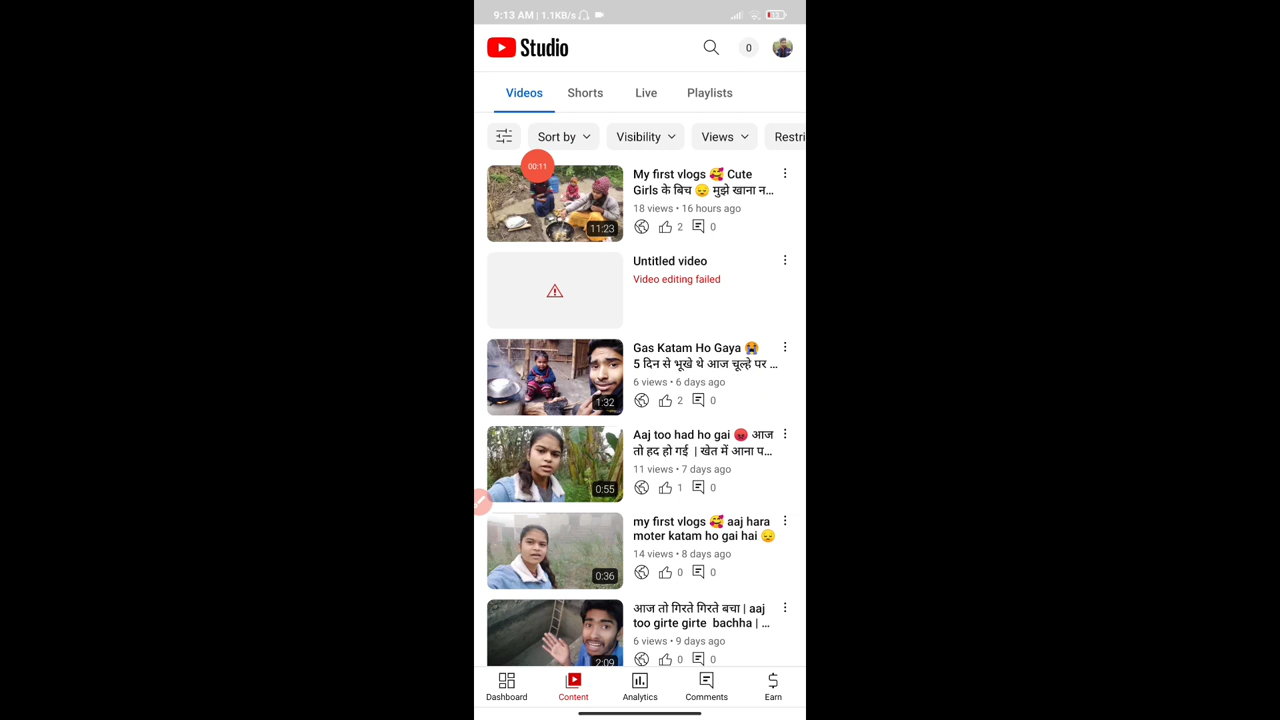 9:13 AM | 1.1KB/s
13
Studio
0
Videos Shorts Live Playlists
Sort by Visibility Views Restri
00:11
My first vlogs 🥰 Cute
Girls के बिच 😔 मुझे खाना न...
18 views • 16 hours ago
2 0
11:23
Untitled video
Video editing failed
Gas Katam Ho Gaya 😭
5 दिन से भूखे थे आज चूल्हे पर ...
6 views • 6 days ago
2 0
1:32
Aaj too had ho gai 😡 आज
तो हद हो गई | खेत में आना प...
11 views • 7 days ago
1 0
0:55
my first vlogs 🥰 aaj hara
moter katam ho gai hai 😔
14 views • 8 days ago
0 0
0:36
आज तो गिरते गिरते बचा | aaj
too girte girte bachha | ...
6 views • 9 days ago
0 0
2:09
Dashboard Content Analytics Comments Earn